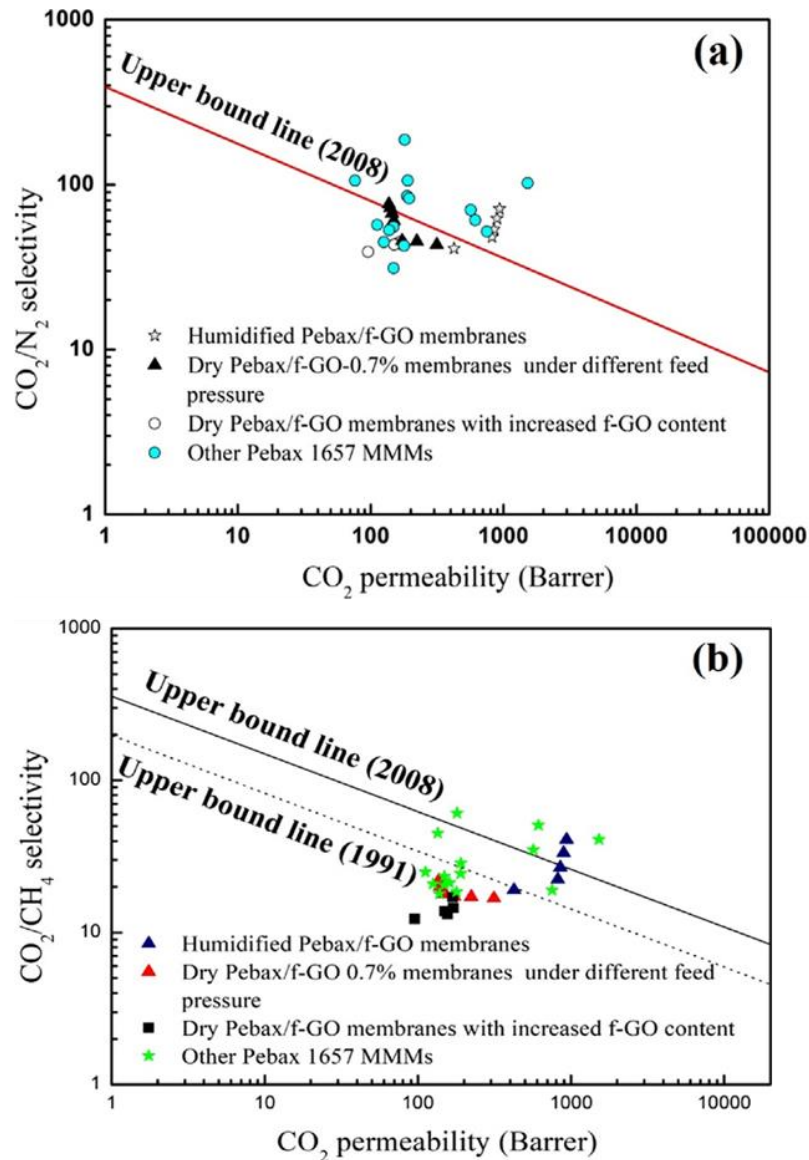 (a)
1000
100
10
1
Upper bound line (2008)
CO₂/N₂ selectivity
Humidified Pebax/f-GO membranes
Dry Pebax/f-GO-0.7% membranes under different feed
pressure
Dry Pebax/f-GO membranes with increased f-GO content
Other Pebax 1657 MMMs
1 10 100 1000 10000 100000
CO₂ permeability (Barrer)
(b)
1000
100
10
1
Upper bound line (2008)
Upper bound line (1991)
CO₂/CH₄ selectivity
Humidified Pebax/f-GO membranes
Dry Pebax/f-GO 0.7% membranes under different feed
pressure
Dry Pebax/f-GO membranes with increased f-GO content
Other Pebax 1657 MMMs
1 10 100 1000 10000
CO₂ permeability (Barrer)